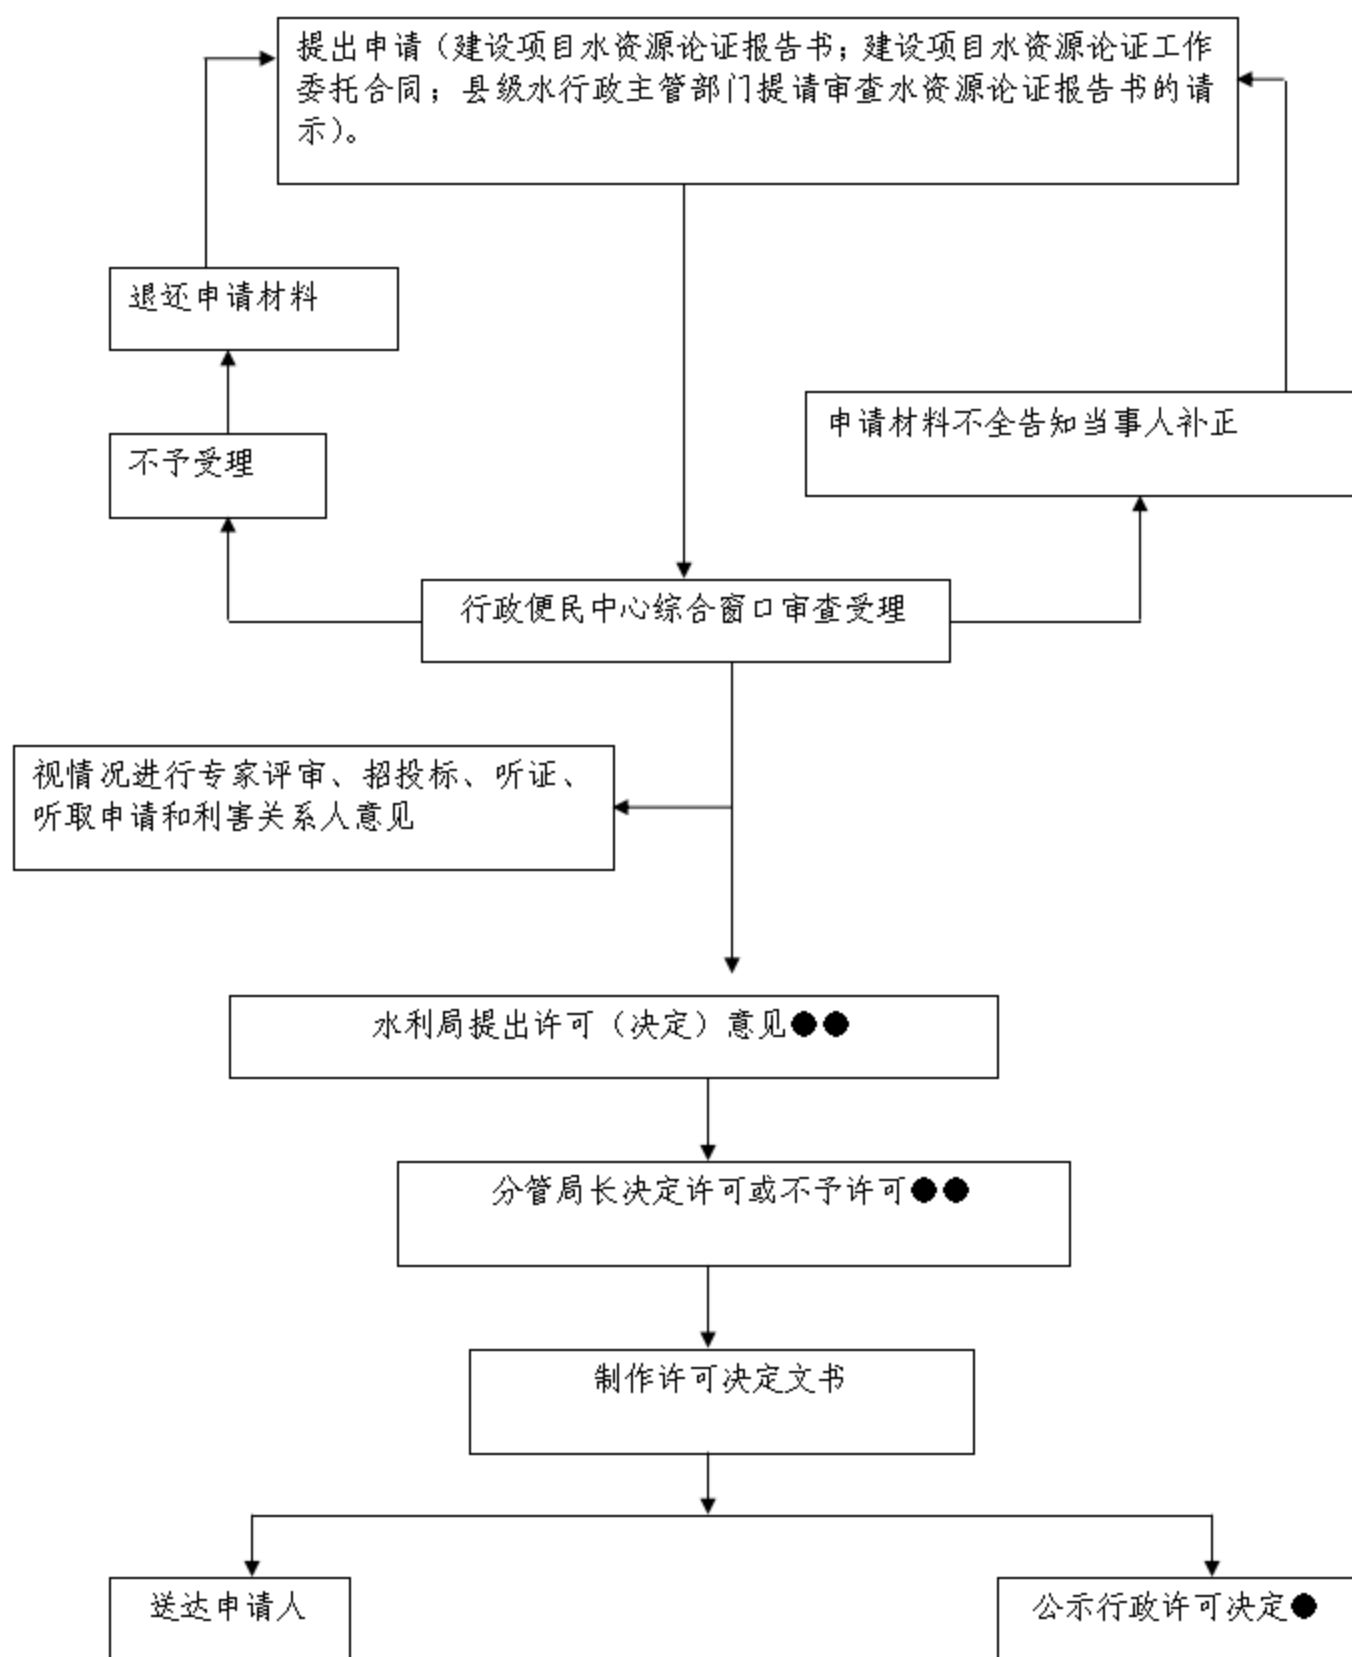 提出申请（建设项目水资源论证报告书；建设项目水资源论证工作
委托合同；县级水行政主管部门提请审查水资源论证报告书的请
示）。
退还申请材料
申请材料不全告知当事人补正
不予受理
行政便民中心综合窗口审查受理
视情况进行专家评审、招投标、听证、
听取申请和利害关系人意见
水利局提出许可（决定）意见●●
分管局长决定许可或不予许可●●
制作许可决定文书
送达申请人
公示行政许可决定●